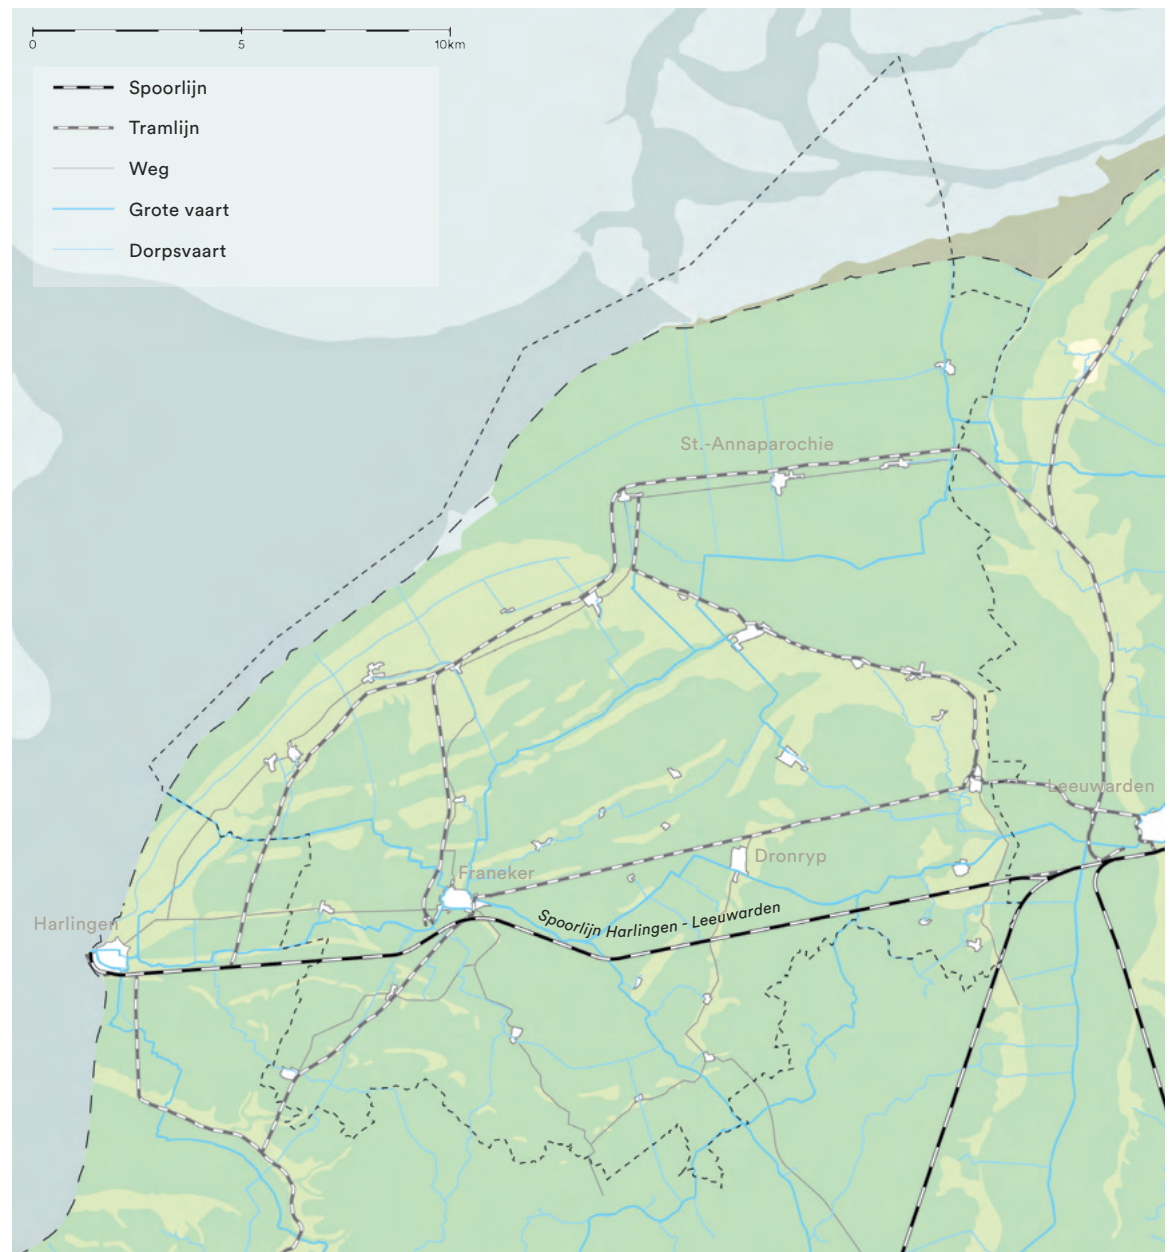 0 5 10km
Spoorlijn
Tramlijn
Weg
Grote vaart
Dorpsvaart
St.-Annaparochie
Leeuwarden
Dronryp
Franeker
Spoorlijn Harlingen - Leeuwarden
Harlingen